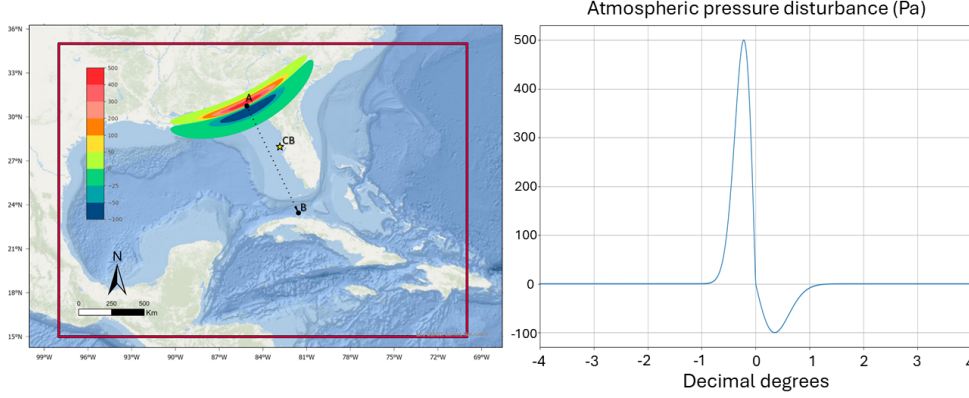 Atmospheric pressure disturbance (Pa)
36°N
33°N
30°N
27°N
24°N
21°N
18°N
15°N
500
400
300
200
100
50
0
-25
-50
-100
A
CB
B
N
0 250 500
Km
99°W 96°W 93°W 90°W 87°W 84°W 81°W 78°W 75°W 72°W 69°W
500
400
300
200
100
0
-100
-4 -3 -2 -1 0 1 2 3 4
Decimal degrees